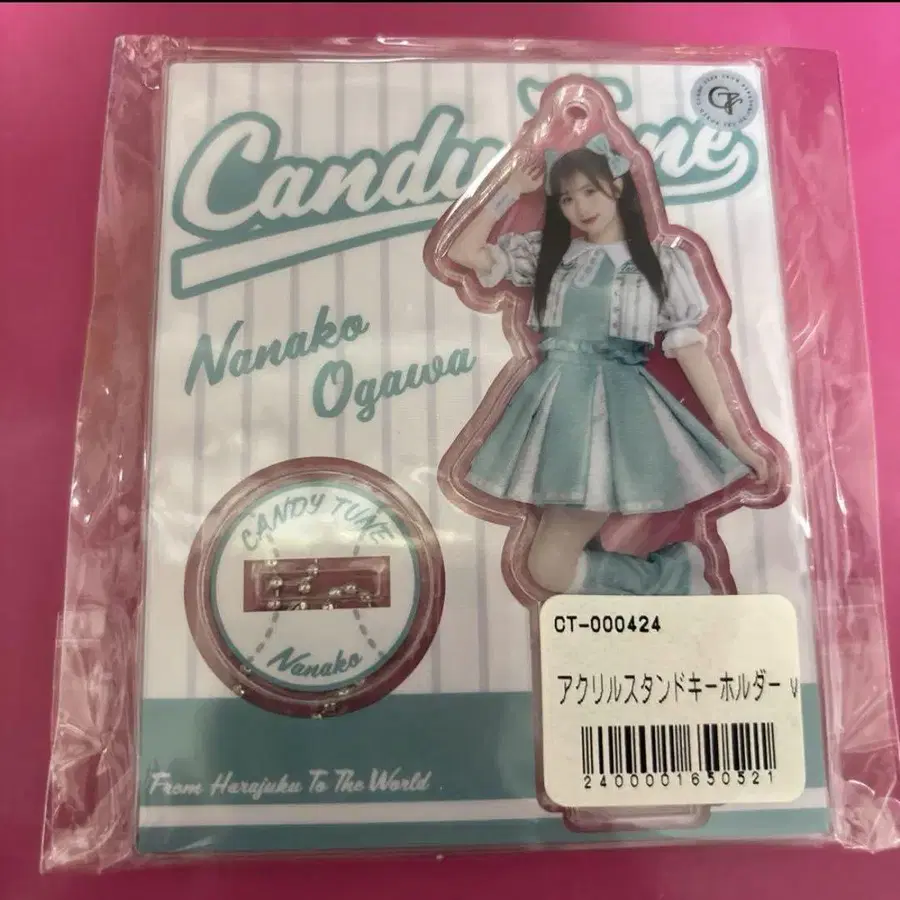 Candy Tune
Nanako
Ogawa
CANDY TUNE
Nanako
CT-000424
アクリルスタンドキーホルダー
2400001650521
From Harajuku To The World